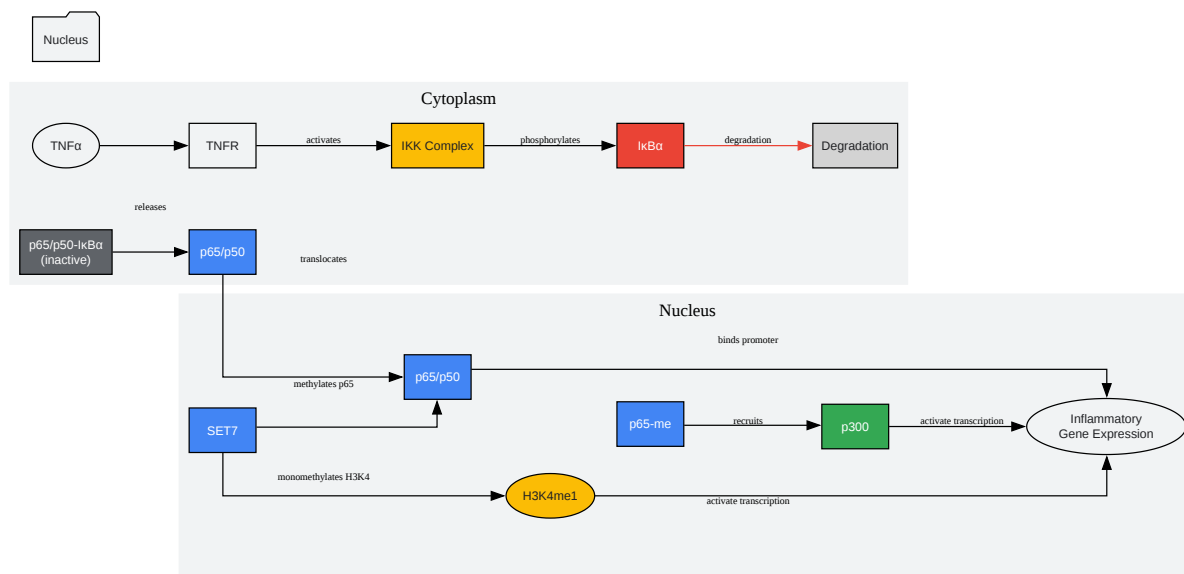 Nucleus
Cytoplasm
TNFα
TNFR
activates
IKK Complex
phosphorylates
IκBα
degradation
Degradation
releases
p65/p50-IκBα
(inactive)
p65/p50
translocates
Nucleus
binds promoter
methylates p65
p65/p50
SET7
p65-me
recruits
p300
activate transcription
Inflammatory
Gene Expression
monomethylates H3K4
H3K4me1
activate transcription